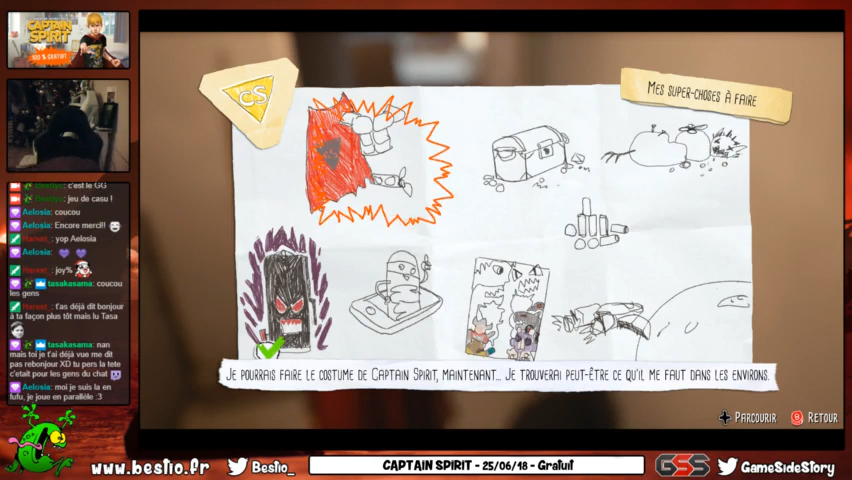 CAPTAIN
SPIRIT
100 % GRATUIT
c'est le GG
jeu de casu !
Aelosia: coucou
Aelosia: Encore merci!!
yop Aelosia
Aelosia:
joy%
tasakasama: coucou
les gens
t'as déjà dit bonjour
à ta façon plus tôt mais lu Tasa
tasakasama: nan
mais toi je t'ai déjà vue me dit
pas rebonjour XD tu pers la tete
c'etait pour les gens du chat
Aelosia: moi je suis la en
fufu, je joue en parallèle :3
CS
MES SUPER-CHOSES À FAIRE
JE POURRAIS FAIRE LE COSTUME DE CAPTAIN SPIRIT, MAINTENANT... JE TROUVERAI PEUT-ÊTRE CE QU'IL ME FAUT DANS LES ENVIRONS.
PARCOURIR
B RETOUR
www.bestio.fr
Bestio_
CAPTAIN SPIRIT - 25/06/18 - Gratuit
GSS
GameSideStory